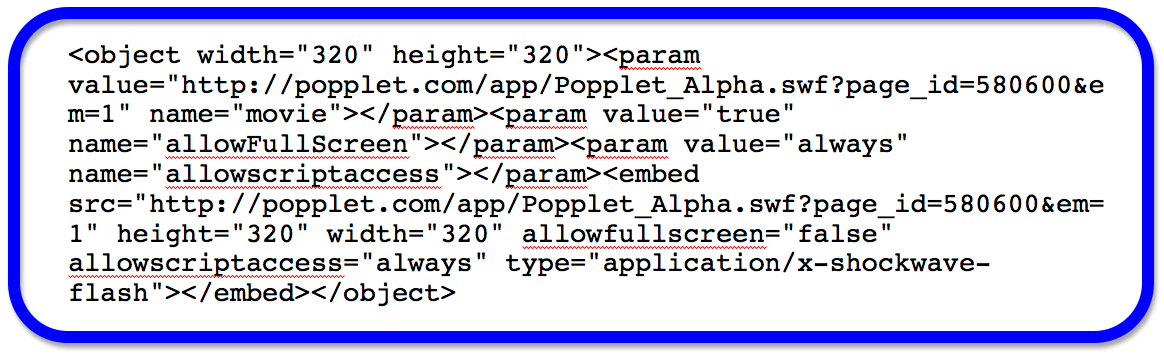 <object width="320" height="320"><param
value="http://popplet.com/app/Popplet_Alpha.swf?page_id=580600&e
m=1" name="movie"></param><param value="true"
name="allowFullScreen"></param><param value="always"
name="allowscriptaccess"></param><embed
src="http://popplet.com/app/Popplet_Alpha.swf?page_id=580600&em=
1" height="320" width="320" allowfullscreen="false"
allowscriptaccess="always" type="application/x-shockwave-
flash"></embed></object>